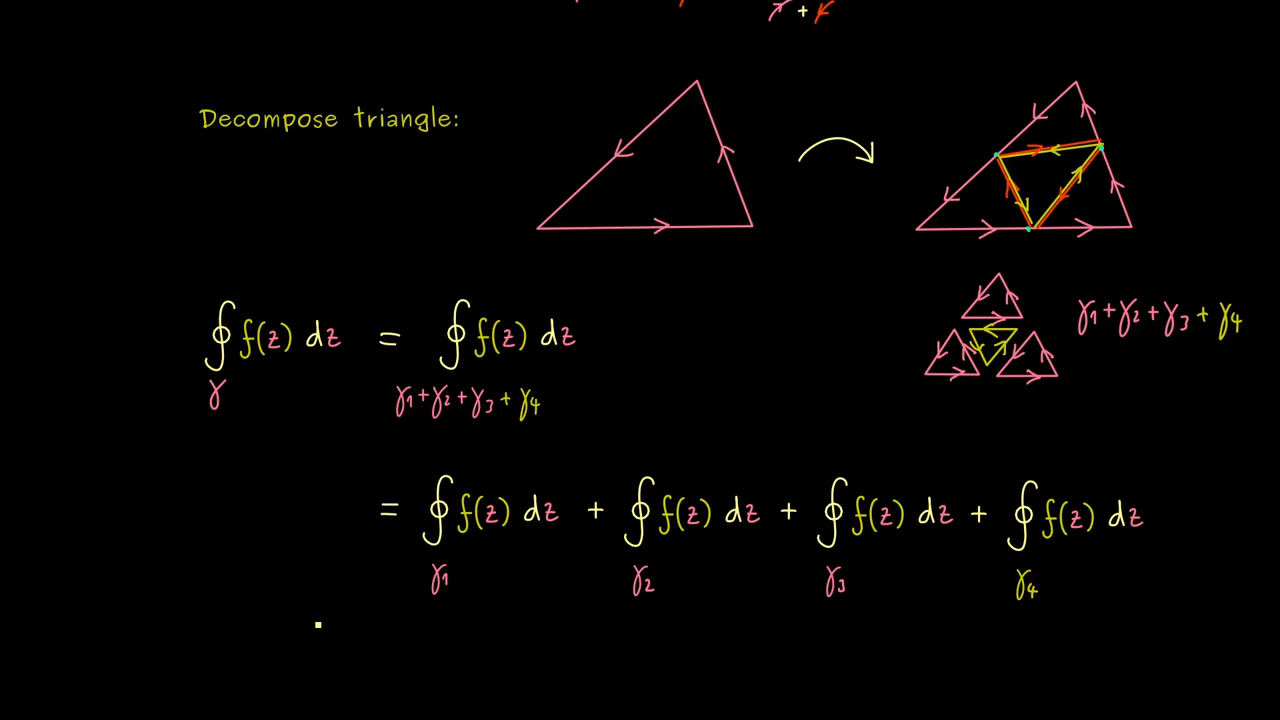 +
Decompose triangle:
γ1+γ2+γ3+γ4
∮f(z) dz = ∮f(z) dz
γ γ1+γ2+γ3+γ4
= ∮f(z) dz + ∮f(z) dz + ∮f(z) dz + ∮f(z) dz
γ1 γ2 γ3 γ4